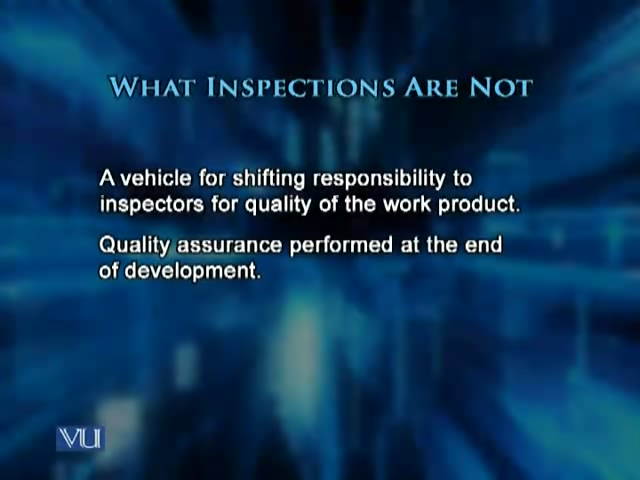 WHAT INSPECTIONS ARE NOT
A vehicle for shifting responsibility to
inspectors for quality of the work product.
Quality assurance performed at the end
of development.
VU